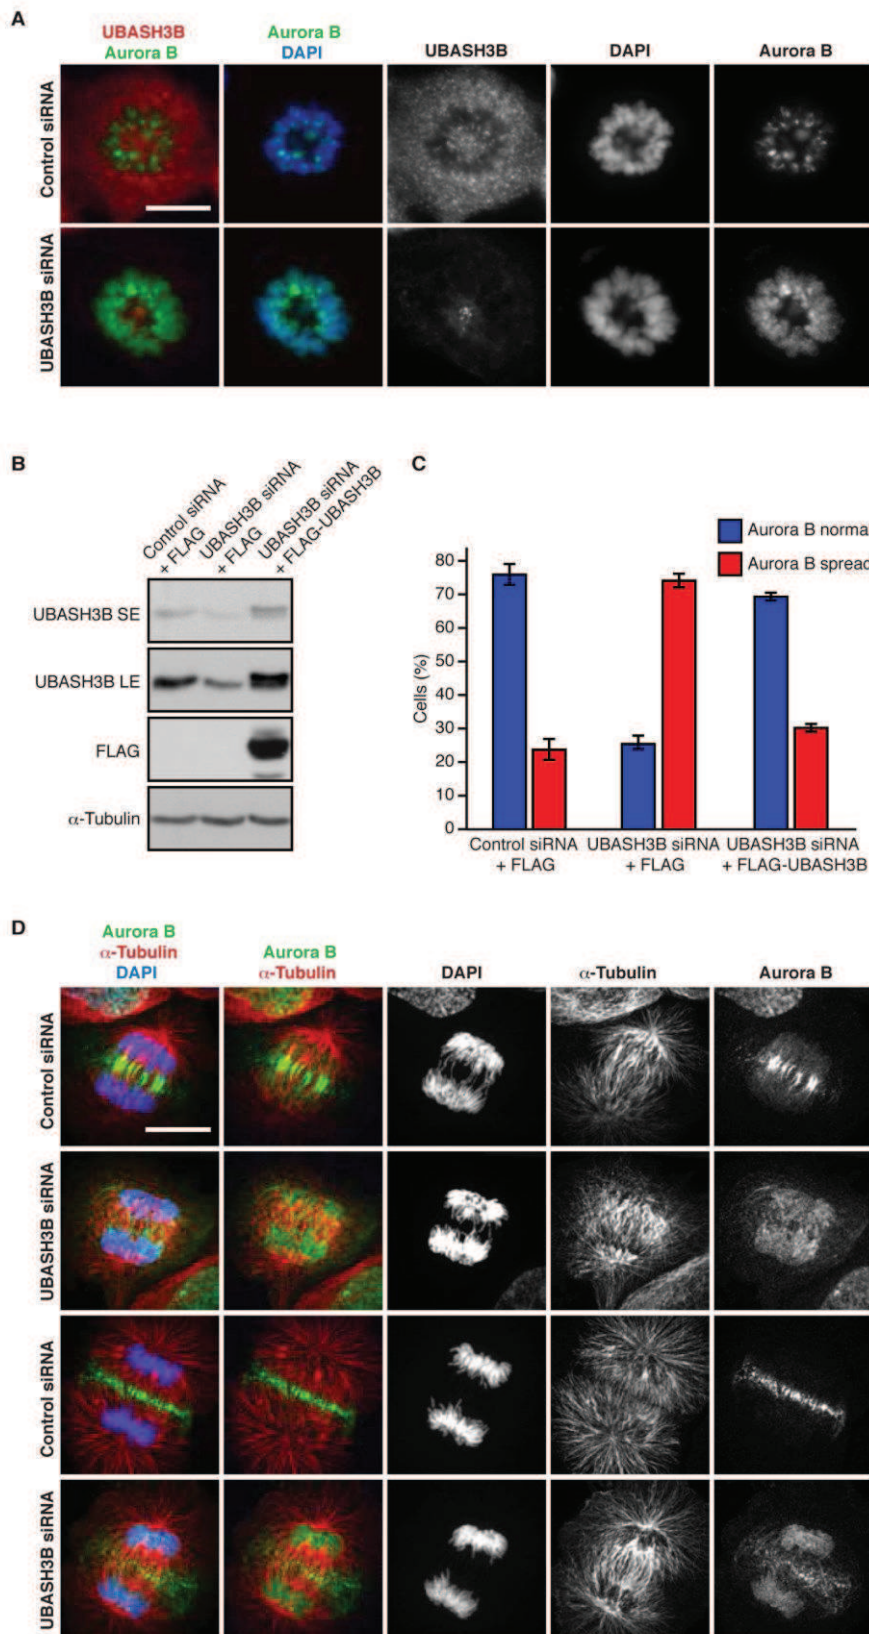 A
UBASH3B
Aurora B
Aurora B
DAPI
UBASH3B
DAPI
Aurora B
Control siRNA
UBASH3B siRNA
B
Control siRNA
+ FLAG
UBASH3B siRNA
+ FLAG
UBASH3B siRNA
+ FLAG-UBASH3B
UBASH3B SE
UBASH3B LE
FLAG
α-Tubulin
C
Aurora B norma
Aurora B spread
Cells (%)
80
70
60
50
40
30
20
10
0
Control siRNA
+ FLAG
UBASH3B siRNA
+ FLAG
UBASH3B siRNA
+ FLAG-UBASH3B
D
Aurora B
α-Tubulin
DAPI
Aurora B
α-Tubulin
DAPI
α-Tubulin
Aurora B
Control siRNA
UBASH3B siRNA
Control siRNA
UBASH3B siRNA